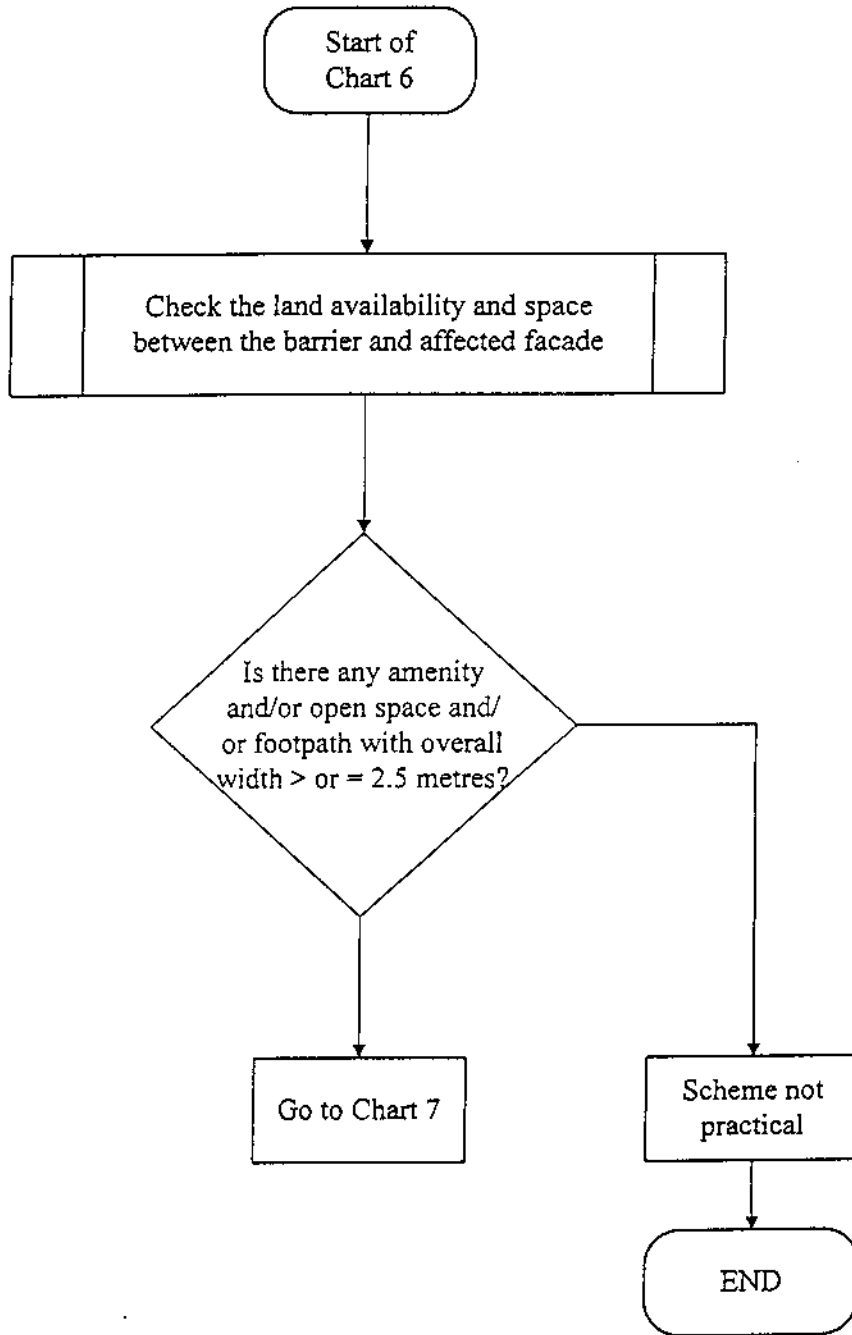 Start of
Chart 6
Check the land availability and space
between the barrier and affected facade
Is there any amenity
and/or open space and/
or footpath with overall
width > or = 2.5 metres?
Go to Chart 7
Scheme not
practical
END